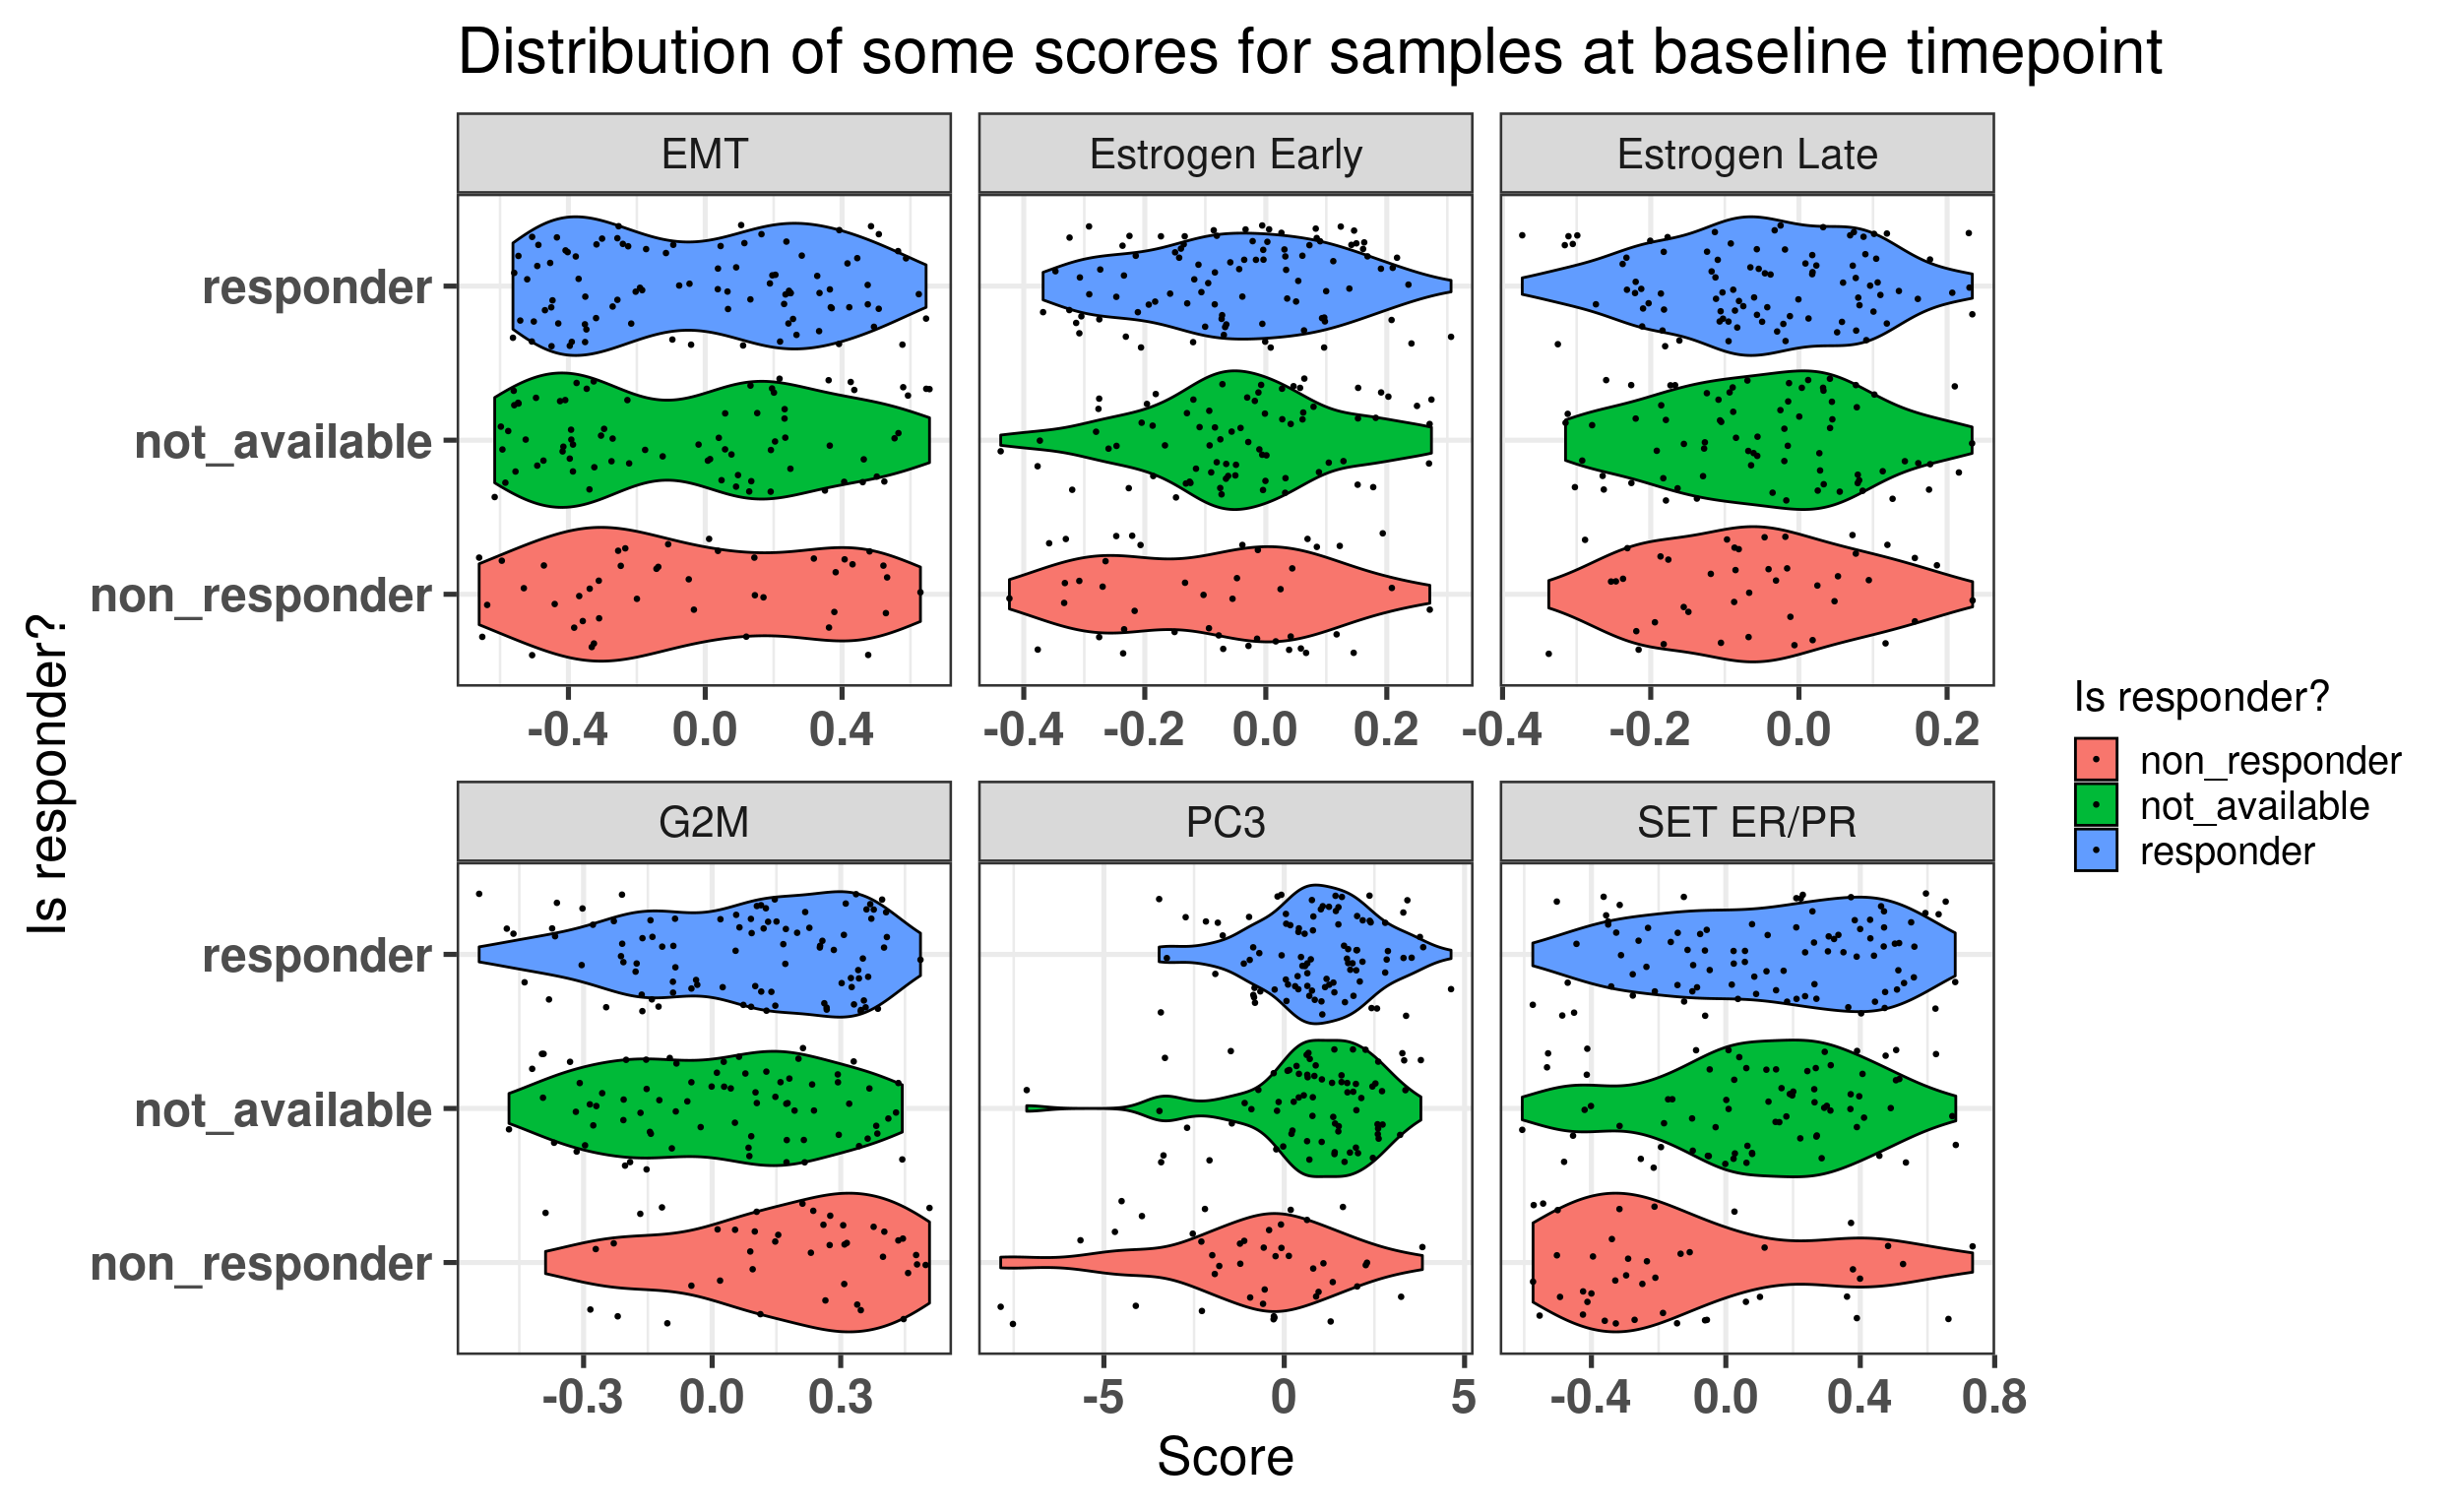 Distribution of some scores for samples at baseline timepoint
EMT
Estrogen Early
Estrogen Late
responder
not_available
non_responder
-0.4 0.0 0.4
-0.4 -0.2 0.0 0.2
-0.4 -0.2 0.0 0.2
G2M
PC3
SET ER/PR
responder
not_available
non_responder
-0.3 0.0 0.3
-5 0 5
-0.4 0.0 0.4 0.8
Score
Is responder?
Is responder?
non_responder
not_available
responder